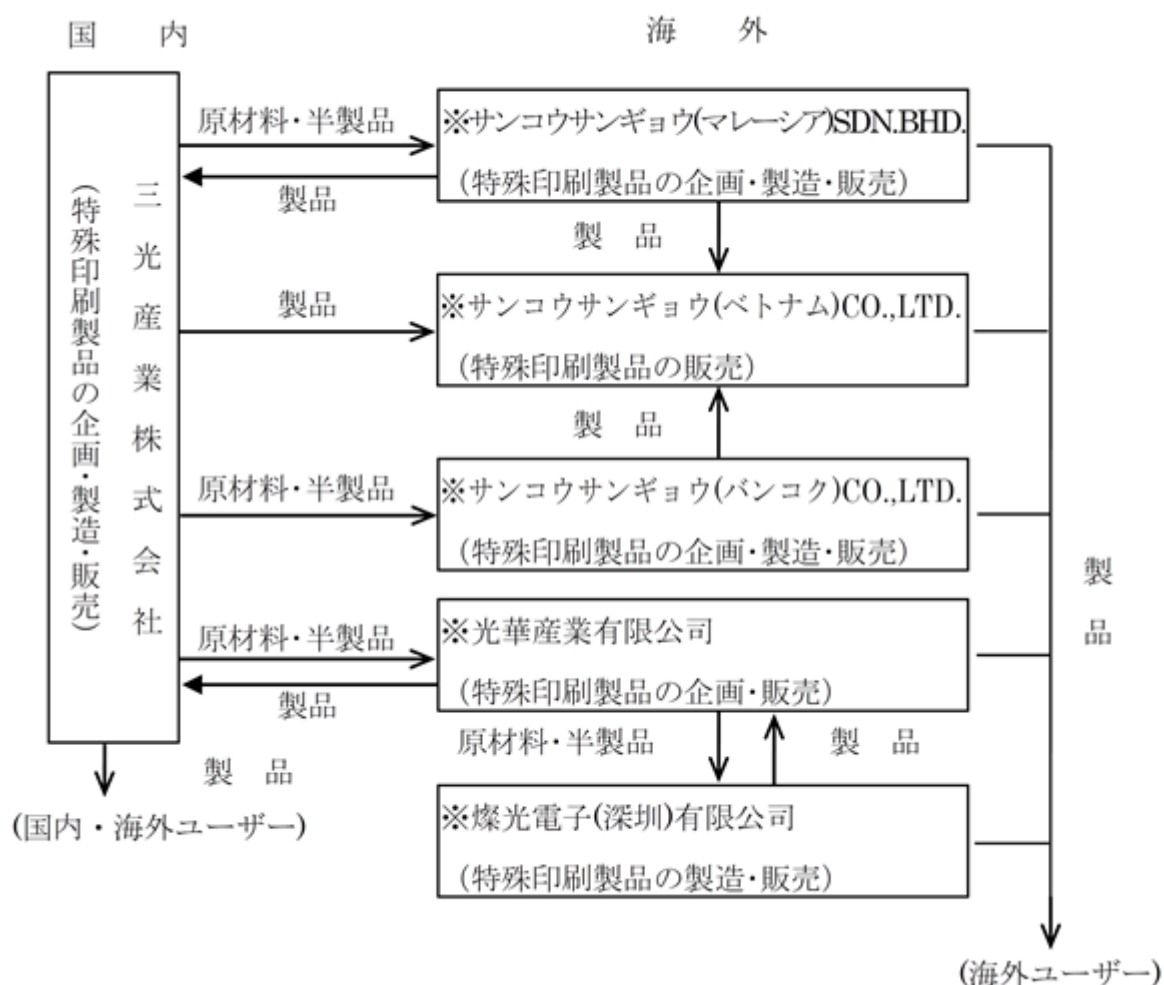 国　内
海　外
三光産業株式会社
(特殊印刷製品の企画・製造・販売)
原材料・半製品
※サンコウサンギョウ(マレーシア)SDN.BHD.
(特殊印刷製品の企画・製造・販売)
製品
製　品
製品
※サンコウサンギョウ(ベトナム)CO.,LTD.
(特殊印刷製品の販売)
製　品
原材料・半製品
※サンコウサンギョウ(バンコク)CO.,LTD.
(特殊印刷製品の企画・製造・販売)
製品
原材料・半製品
※光華産業有限公司
(特殊印刷製品の企画・販売)
製品
原材料・半製品
製　品
製　品
(国内・海外ユーザー)
※燦光電子(深圳)有限公司
(特殊印刷製品の製造・販売)
(海外ユーザー)